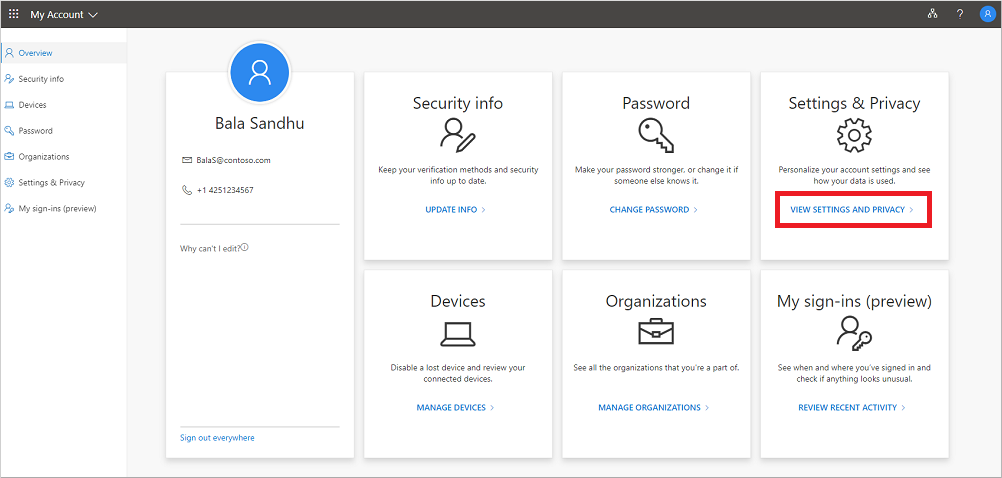 My Account
?
Overview
Security info
Devices
Password
Organizations
Settings & Privacy
My sign-ins (preview)
Bala Sandhu
BalaS@contoso.com
+1 4251234567
Why can't I edit?
Sign out everywhere
Security info
Keep your verification methods and security
info up to date.
UPDATE INFO
Password
Make your password stronger, or change it if
someone else knows it.
CHANGE PASSWORD
Settings & Privacy
Personalize your account settings and see
how your data is used.
VIEW SETTINGS AND PRIVACY
Devices
Disable a lost device and review your
connected devices.
MANAGE DEVICES
Organizations
See all the organizations that you're a part of.
MANAGE ORGANIZATIONS
My sign-ins (preview)
See when and where you've signed in and
check if anything looks unusual.
REVIEW RECENT ACTIVITY